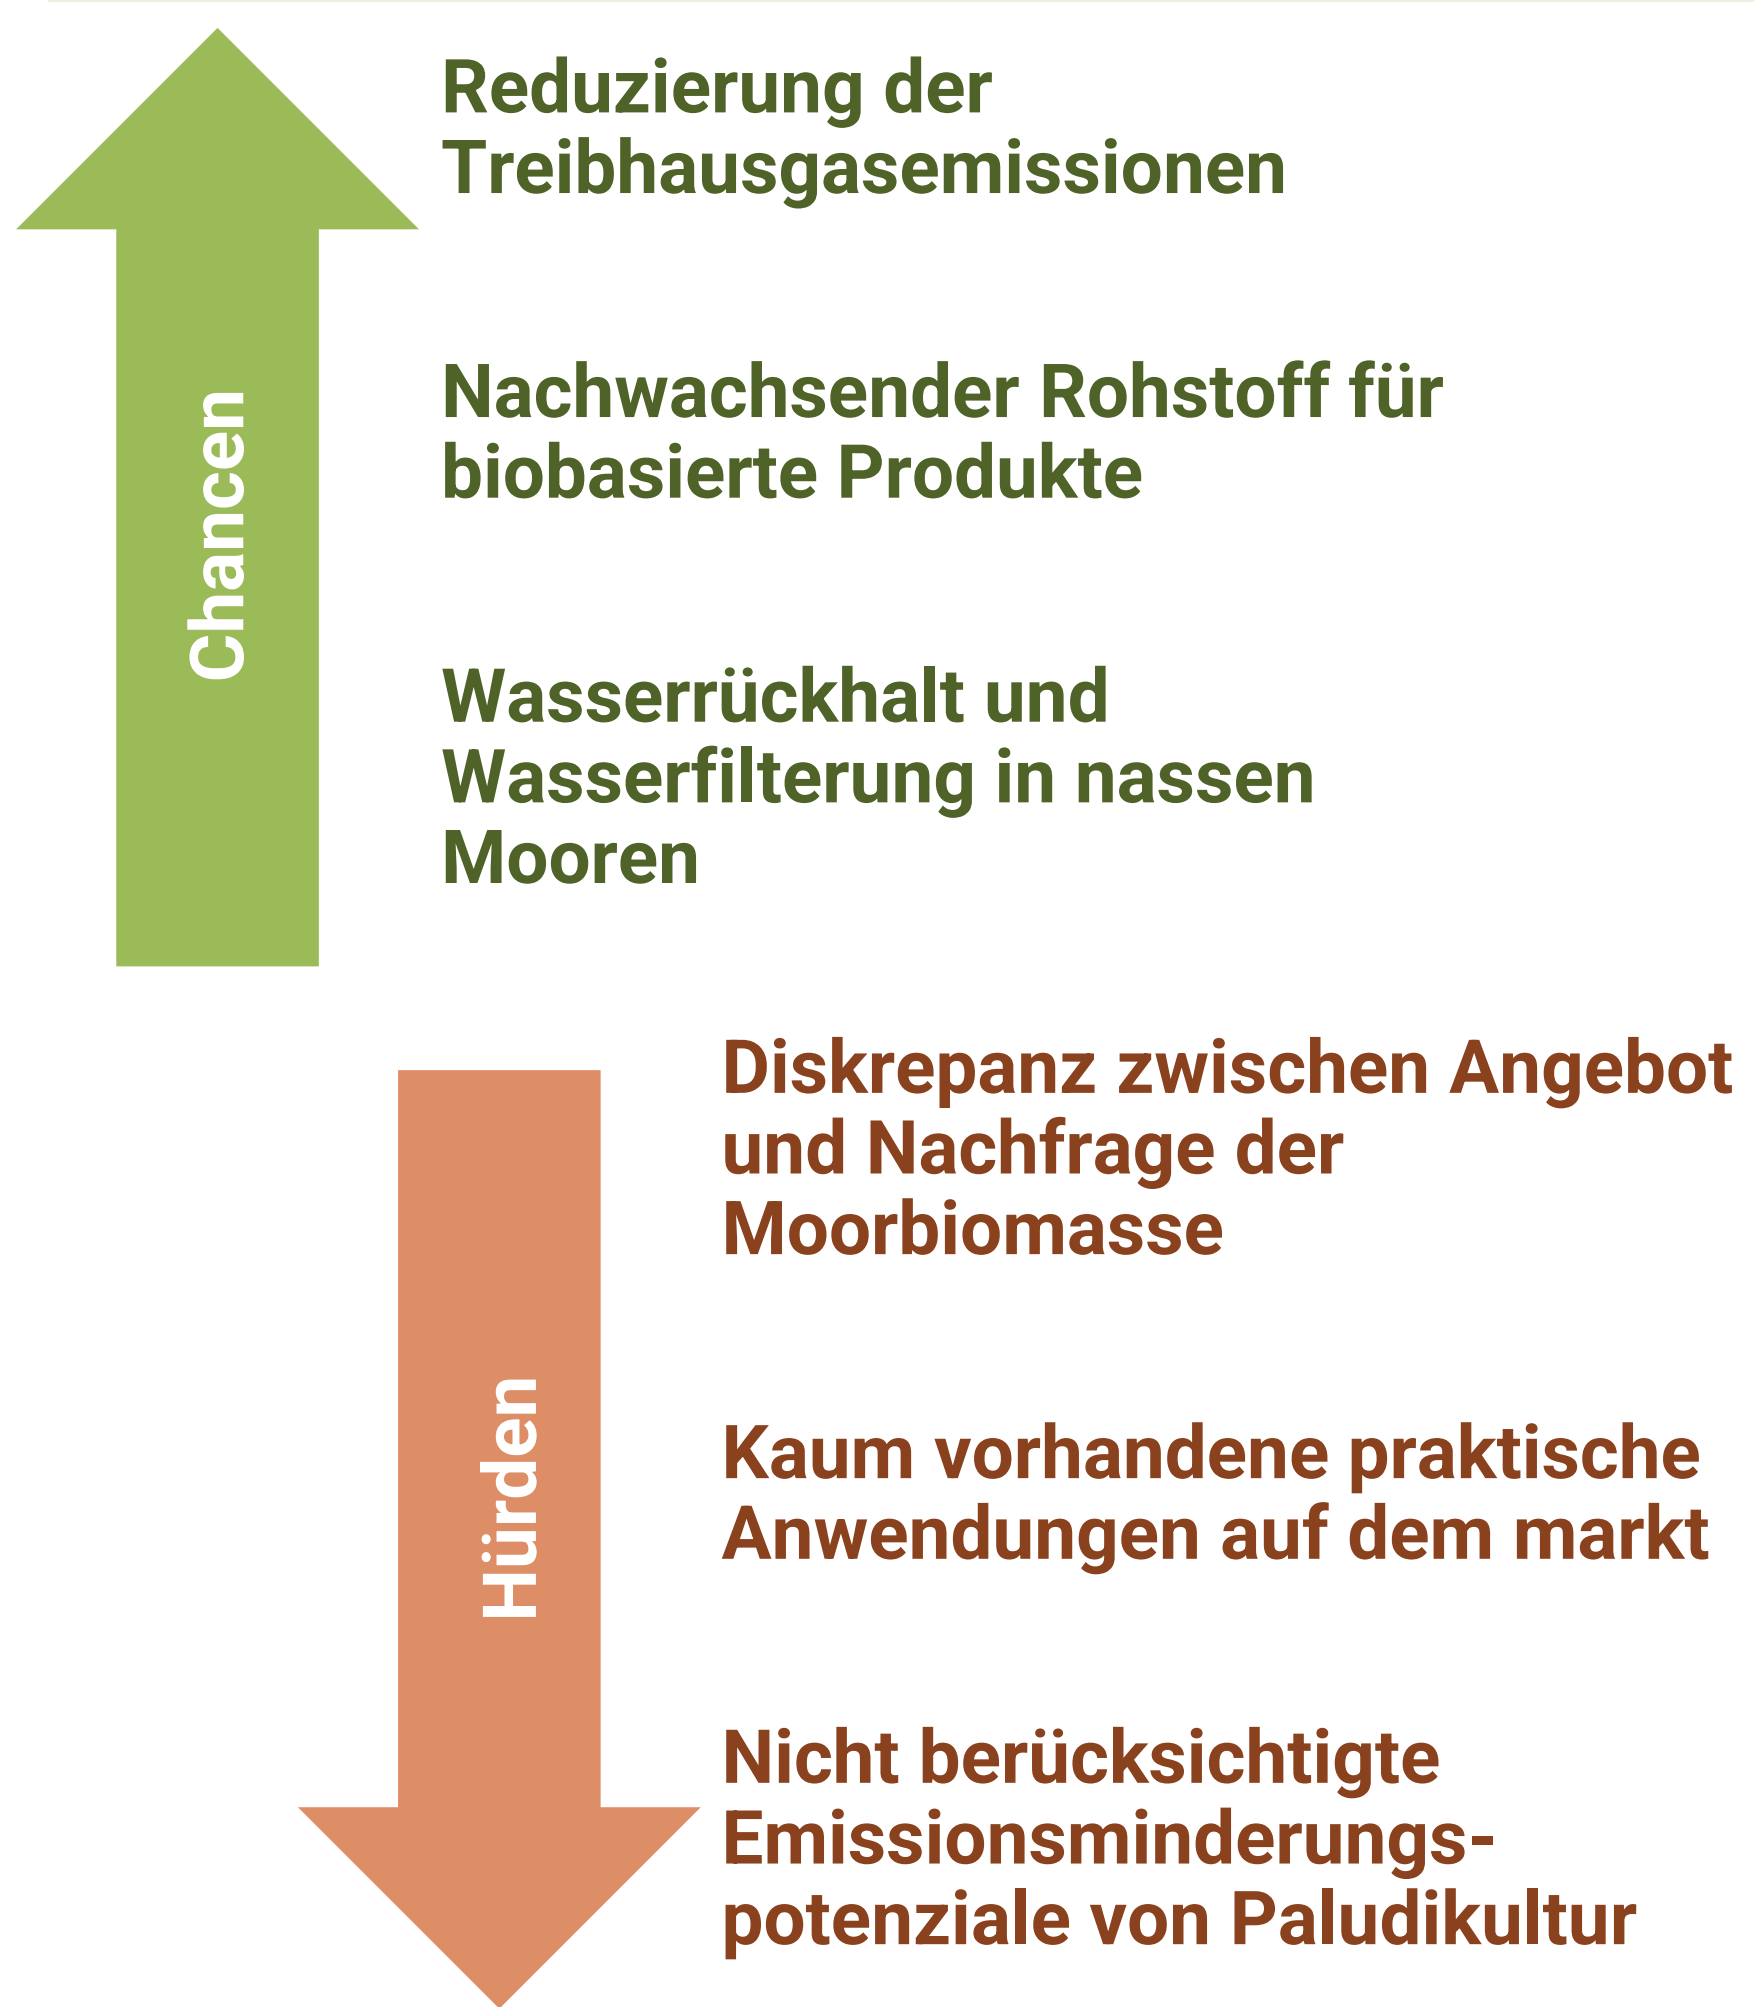 Chancen
Reduzierung der
Treibhausgasemissionen
Nachwachsender Rohstoff für
biobasierte Produkte
Wasserrückhalt und
Wasserfilterung in nassen
Mooren
Hürden
Diskrepanz zwischen Angebot
und Nachfrage der
Moorbiomasse
Kaum vorhandene praktische
Anwendungen auf dem markt
Nicht berücksichtigte
Emissionsminderungs-
potenziale von Paludikultur